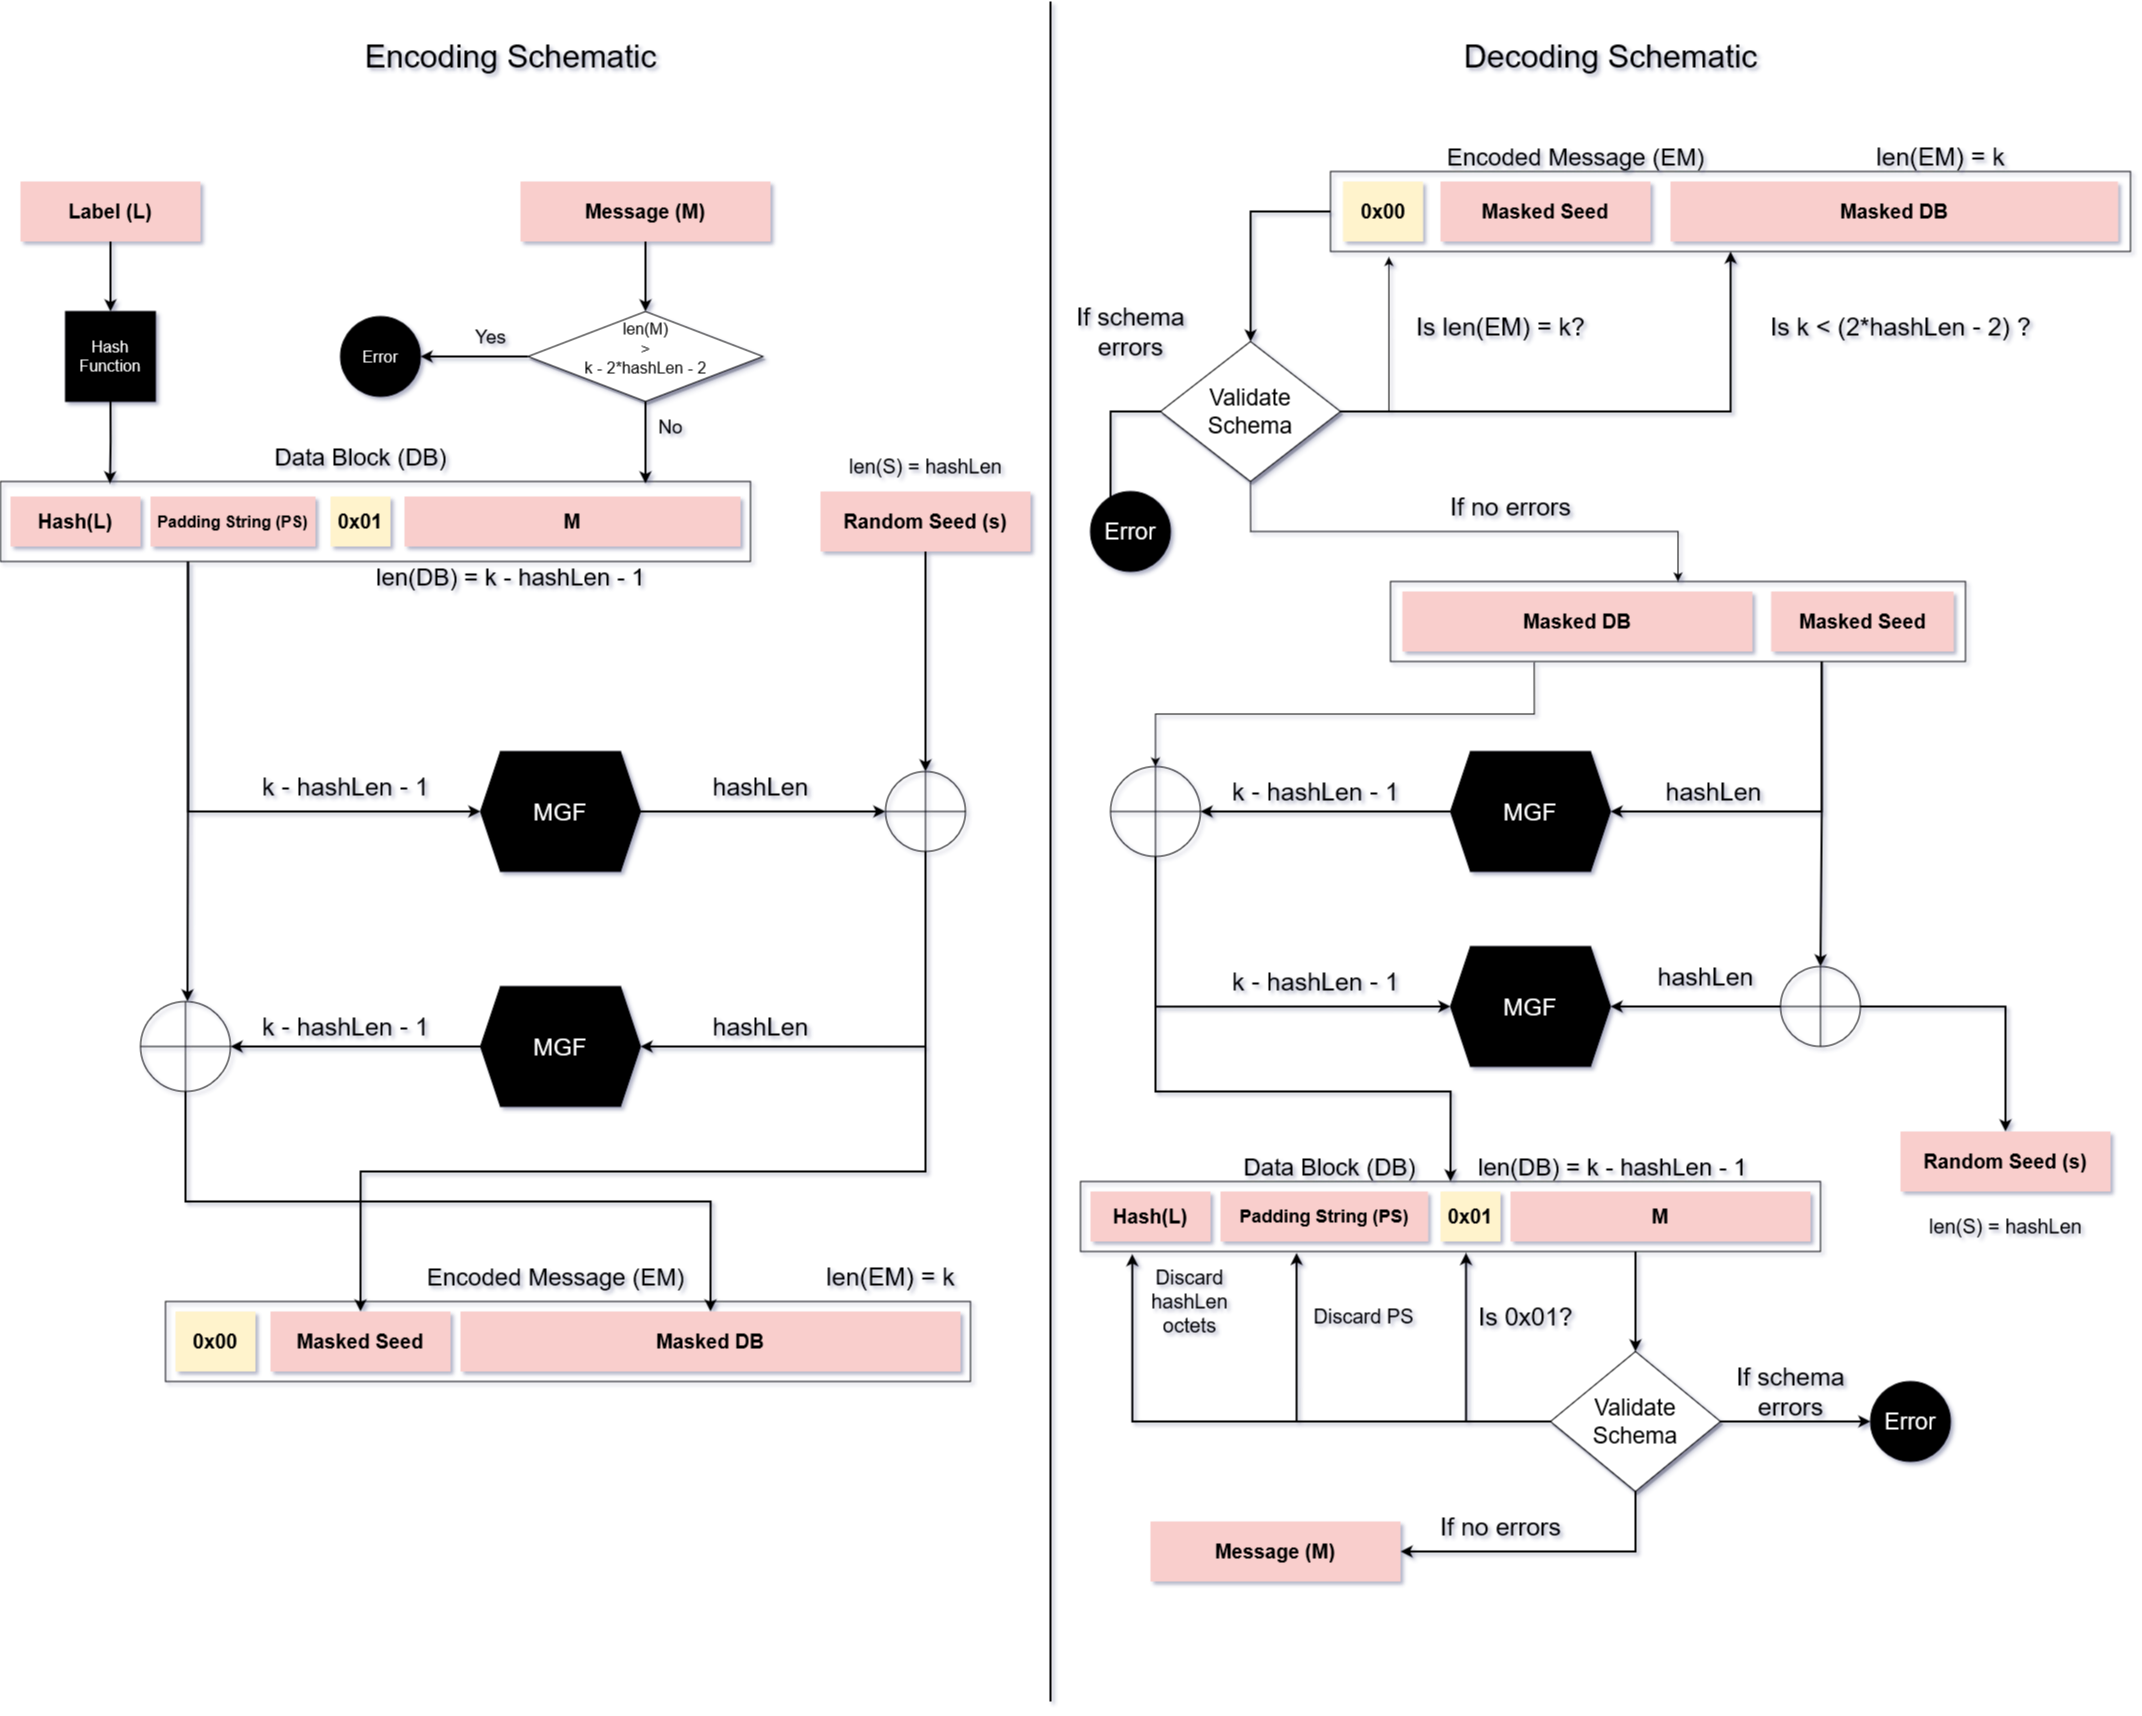 Encoding Schematic
Label (L)
Message (M)
Hash
Function
Error
Yes
len(M)
>
k - 2*hashLen - 2
No
Data Block (DB)
Hash(L)
Padding String (PS)
0x01
M
len(DB) = k - hashLen - 1
len(S) = hashLen
Random Seed (s)
k - hashLen - 1
MGF
hashLen
k - hashLen - 1
MGF
hashLen
Encoded Message (EM)
len(EM) = k
0x00
Masked Seed
Masked DB
Decoding Schematic
Encoded Message (EM)
len(EM) = k
0x00
Masked Seed
Masked DB
If schema
errors
Is len(EM) = k?
Is k < (2*hashLen - 2) ?
Validate
Schema
Error
If no errors
Masked DB
Masked Seed
k - hashLen - 1
MGF
hashLen
k - hashLen - 1
MGF
hashLen
Random Seed (s)
len(S) = hashLen
Data Block (DB)
len(DB) = k - hashLen - 1
Hash(L)
Padding String (PS)
0x01
M
Discard
hashLen
octets
Discard PS
Is 0x01?
Validate
Schema
If schema
errors
Error
If no errors
Message (M)